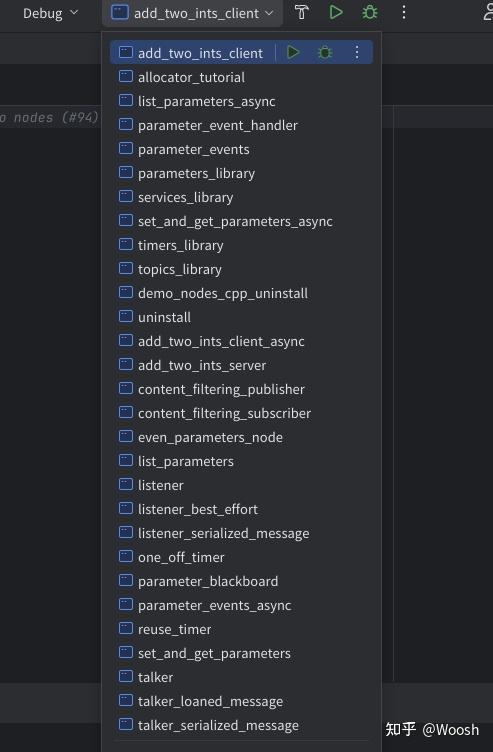 Debug
add_two_ints_client
o nodes (#94)
add_two_ints_client
allocator_tutorial
list_parameters_async
parameter_event_handler
parameter_events
parameters_library
services_library
set_and_get_parameters_async
timers_library
topics_library
demo_nodes_cpp_uninstall
uninstall
add_two_ints_client_async
add_two_ints_server
content_filtering_publisher
content_filtering_subscriber
even_parameters_node
list_parameters
listener
listener_best_effort
listener_serialized_message
one_off_timer
parameter_blackboard
parameter_events_async
reuse_timer
set_and_get_parameters
talker
talker_loaned_message
talker_serialized_message
知乎 @Woosh